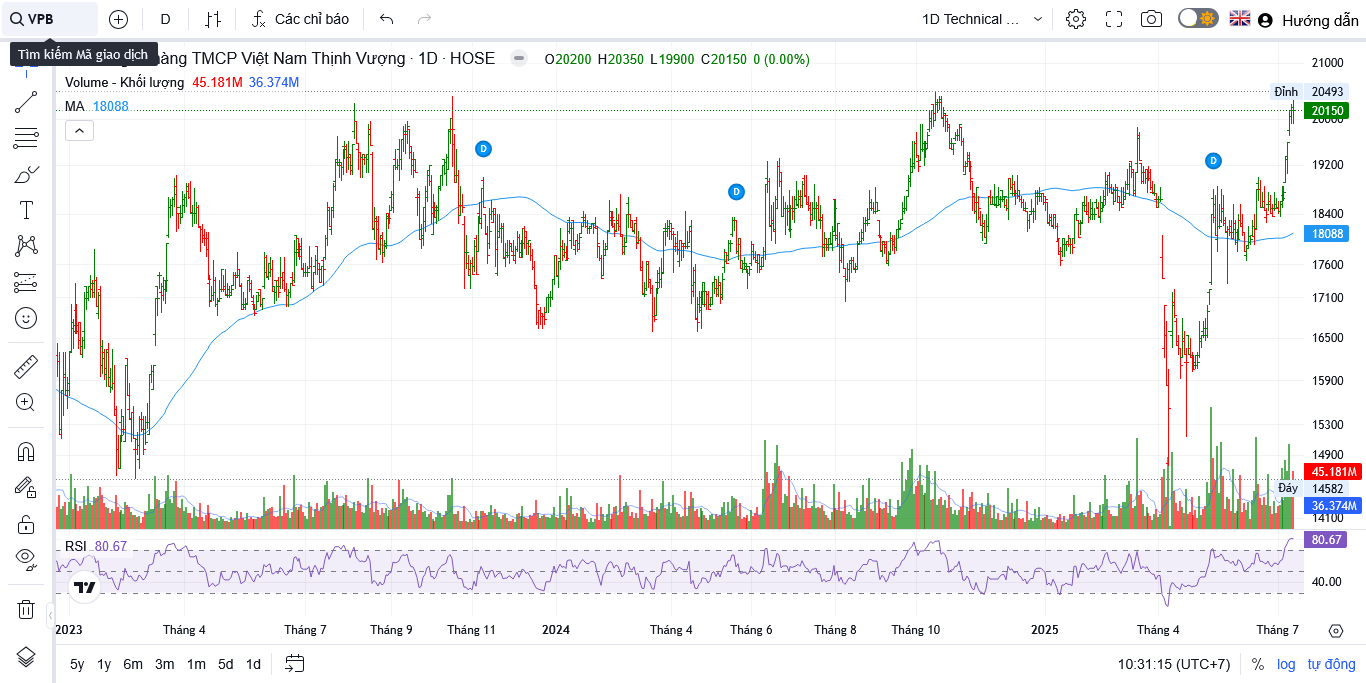 VPB D Các chỉ báo 1D Technical ... Hướng dẫn
Tìm kiếm Mã giao dịch
hàng TMCP Việt Nam Thịnh Vượng · 1D · HOSE O20200 H20350 L19900 C20150 0 (0.00%)
Volume - Khối lượng 45.181M 36.374M
MA 18088
D
D
D
21000
Đỉnh 20493
20150
20000
19200
18400
18088
17600
17100
16500
15900
15300
14900
45.181M
Đáy 14582
36.374M
14100
RSI 80.67
80.67
40.00
2023 Tháng 4 Tháng 7 Tháng 9 Tháng 11 2024 Tháng 4 Tháng 6 Tháng 8 Tháng 10 2025 Tháng 4 Tháng 7
5y 1y 6m 3m 1m 5d 1d 10:31:15 (UTC+7) % log tự động